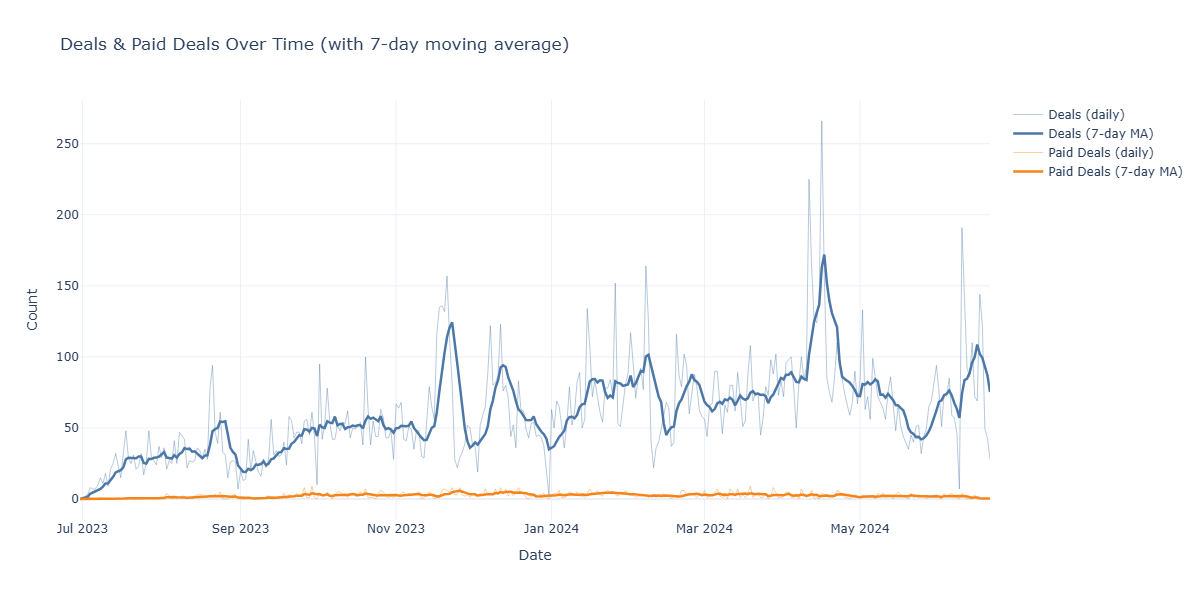 Deals & Paid Deals Over Time (with 7-day moving average)
Deals (daily)
Deals (7-day MA)
Paid Deals (daily)
Paid Deals (7-day MA)
Count
250
200
150
100
50
0
Jul 2023
Sep 2023
Nov 2023
Jan 2024
Mar 2024
May 2024
Date